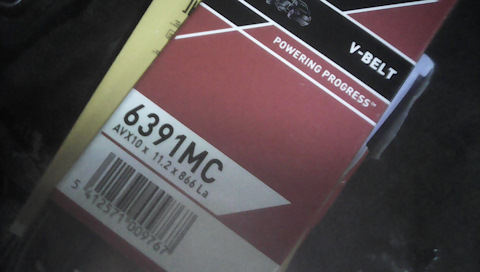 V-BELT
POWERING PROGRESS™
6391MC
AVX10 x 11.2 x 866 La
5 412571 009767